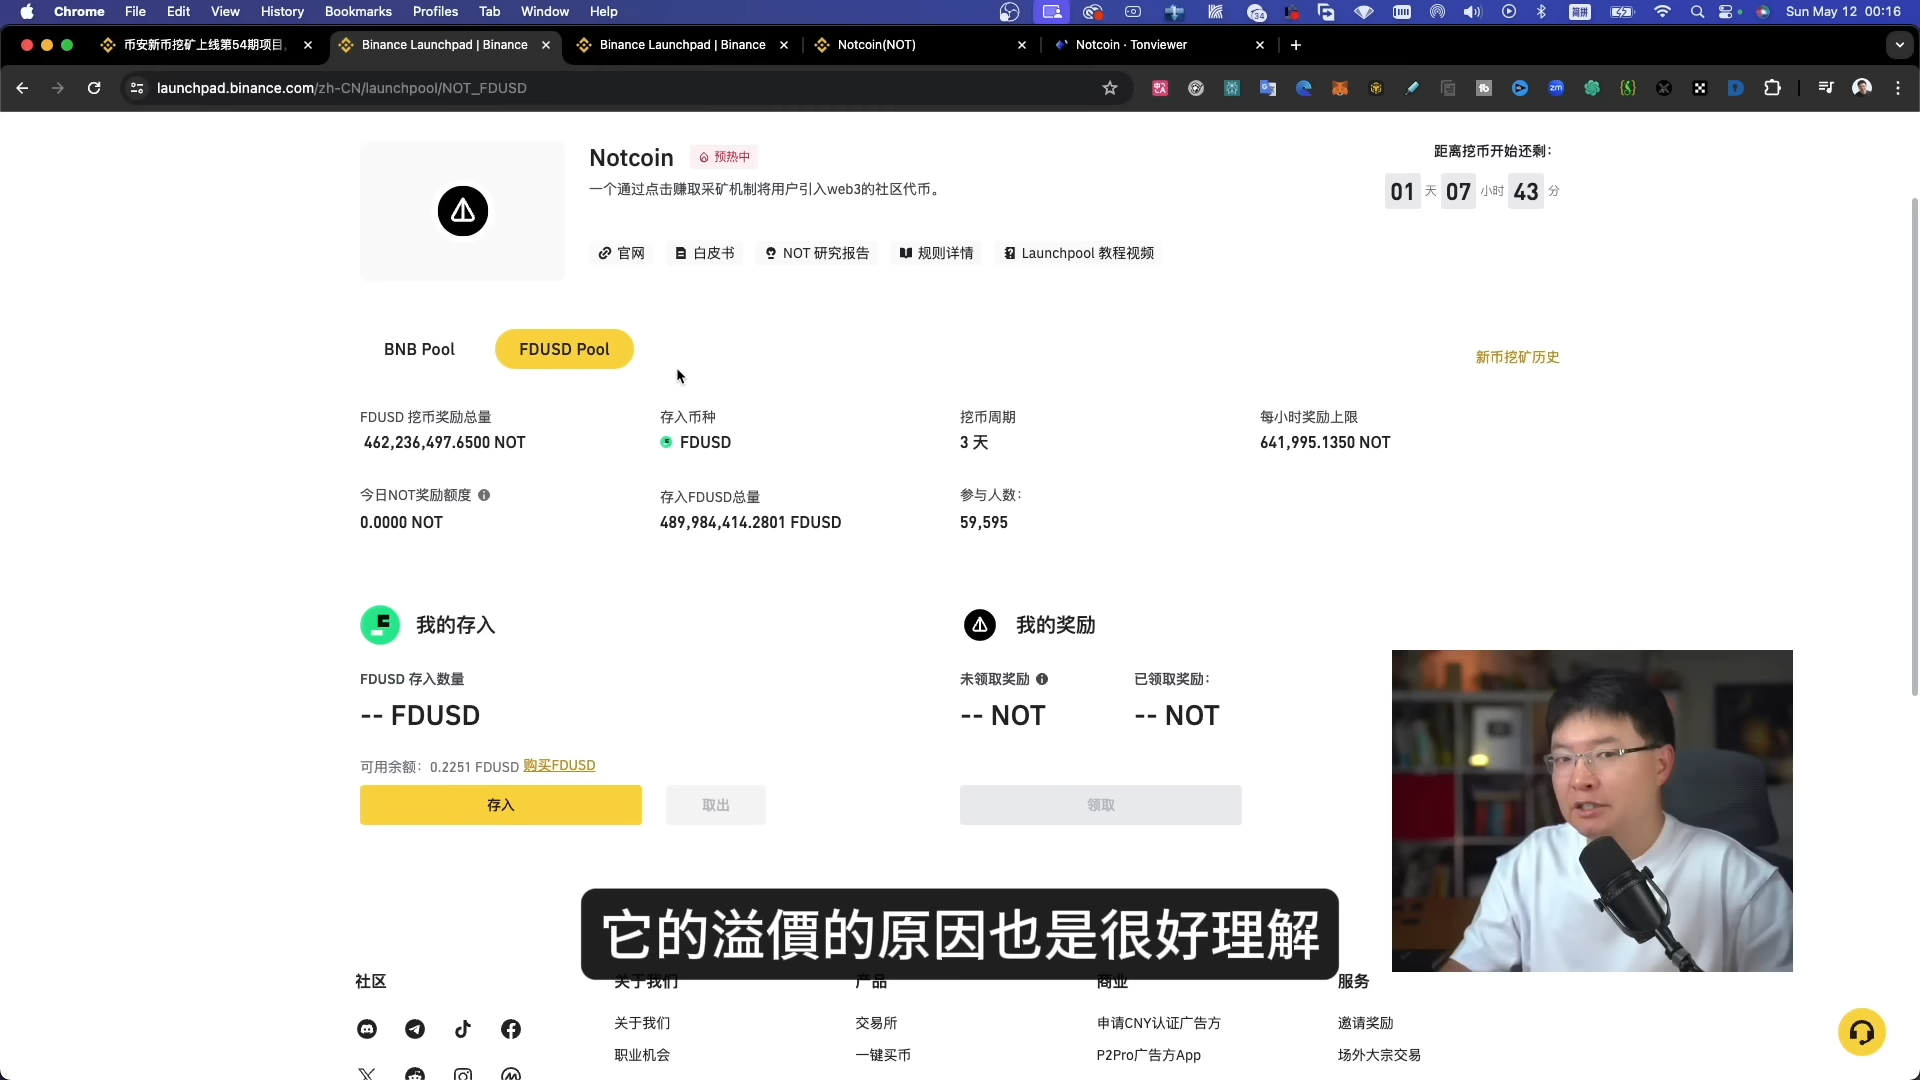 Chrome File Edit View History Bookmarks Profiles Tab Window Help 34 简拼 Sun May 12 00:16
币安新币挖矿上线第54期项目, Binance Launchpad | Binance Binance Launchpad | Binance Notcoin(NOT) Notcoin · Tonviewer
launchpad.binance.com/zh-CN/launchpool/NOT_FDUSD
Notcoin 预热中
距离挖币开始还剩：
一个通过点击赚取采矿机制将用户引入web3的社区代币。
01 天 07 小时 43 分
官网 白皮书 NOT 研究报告 规则详情 Launchpool 教程视频
BNB Pool FDUSD Pool
新币挖矿历史
FDUSD 挖币奖励总量 存入币种 挖币周期 每小时奖励上限
462,236,497.6500 NOT FDUSD 3 天 641,995.1350 NOT
今日NOT奖励额度 存入FDUSD总量 参与人数：
0.0000 NOT 489,984,414.2801 FDUSD 59,595
我的存入 我的奖励
FDUSD 存入数量 未领取奖励 已领取奖励：
-- FDUSD -- NOT -- NOT
可用余额： 0.2251 FDUSD 购买FDUSD
存入 取出 领取
它的溢價的原因也是很好理解
社区 关于我们 产品 商业 服务
关于我们 交易所 申请CNY认证广告方 邀请奖励
职业机会 一键买币 P2Pro广告方App 场外大宗交易